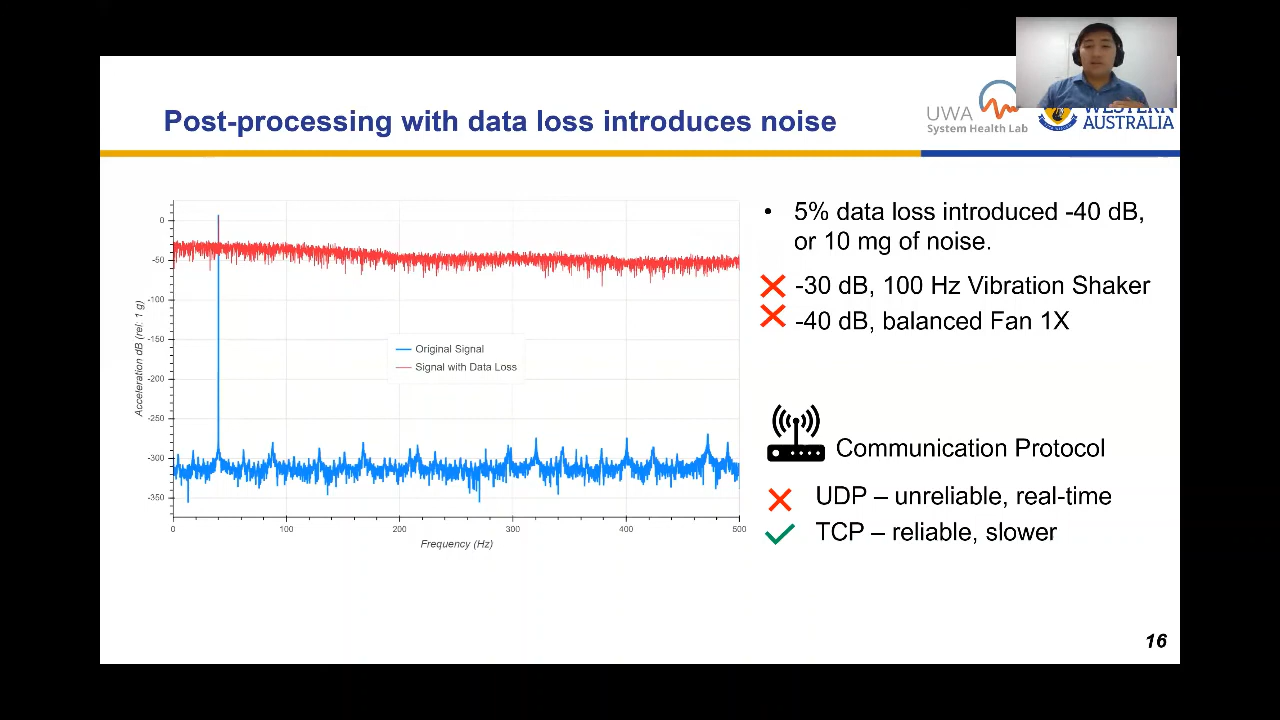 Post-processing with data loss introduces noise
UWA
System Health Lab
WESTERN
AUSTRALIA
0
-50
-100
-150
-200
-250
-300
-350
Acceleration dB (rel. 1 g)
Original Signal
Signal with Data Loss
0
100
200
300
400
500
Frequency (Hz)
• 5% data loss introduced -40 dB,
or 10 mg of noise.
-30 dB, 100 Hz Vibration Shaker
-40 dB, balanced Fan 1X
Communication Protocol
UDP – unreliable, real-time
TCP – reliable, slower
16